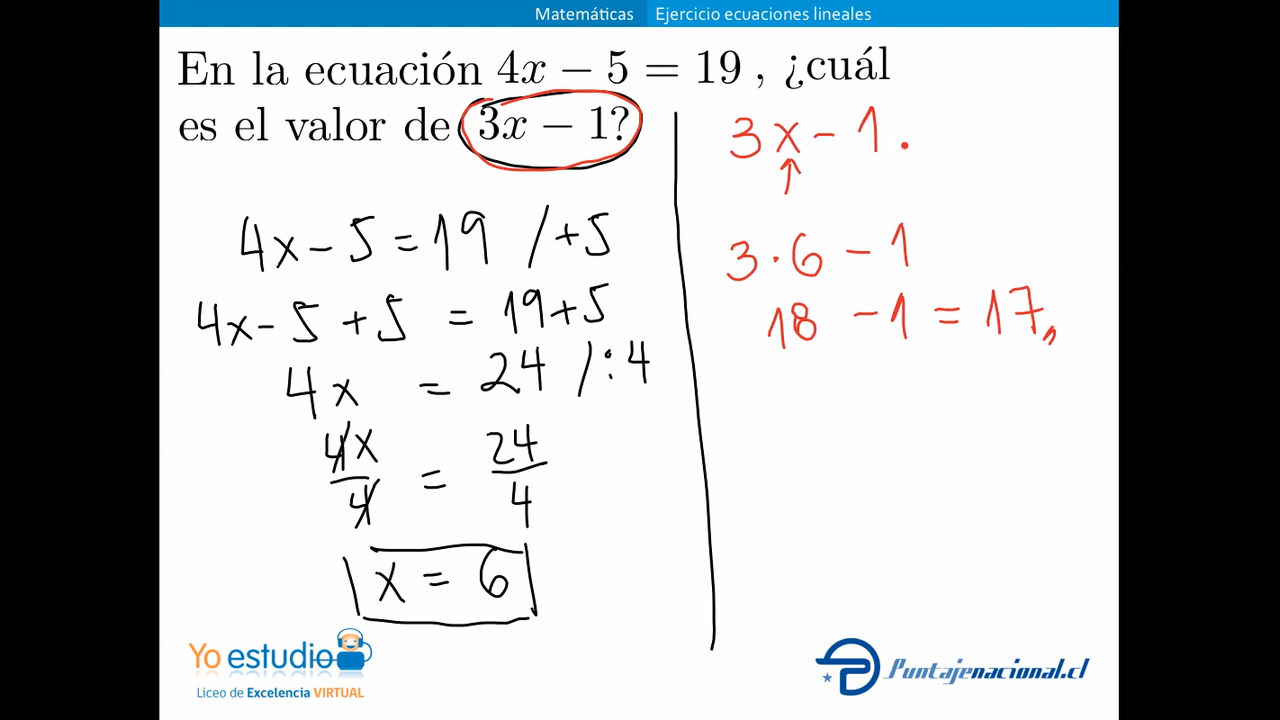 Matemáticas Ejercicio ecuaciones lineales
En la ecuación 4x − 5 = 19 , ¿cuál
es el valor de 3x − 1?
4x − 5 = 19 / +5
4x − 5 + 5 = 19 + 5
4x = 24 / : 4
4x/4 = 24/4
x = 6
3x − 1 .
↑
3 · 6 − 1
18 − 1 = 17,,
Yo estudio
Liceo de Excelencia VIRTUAL
Puntajenacional.cl